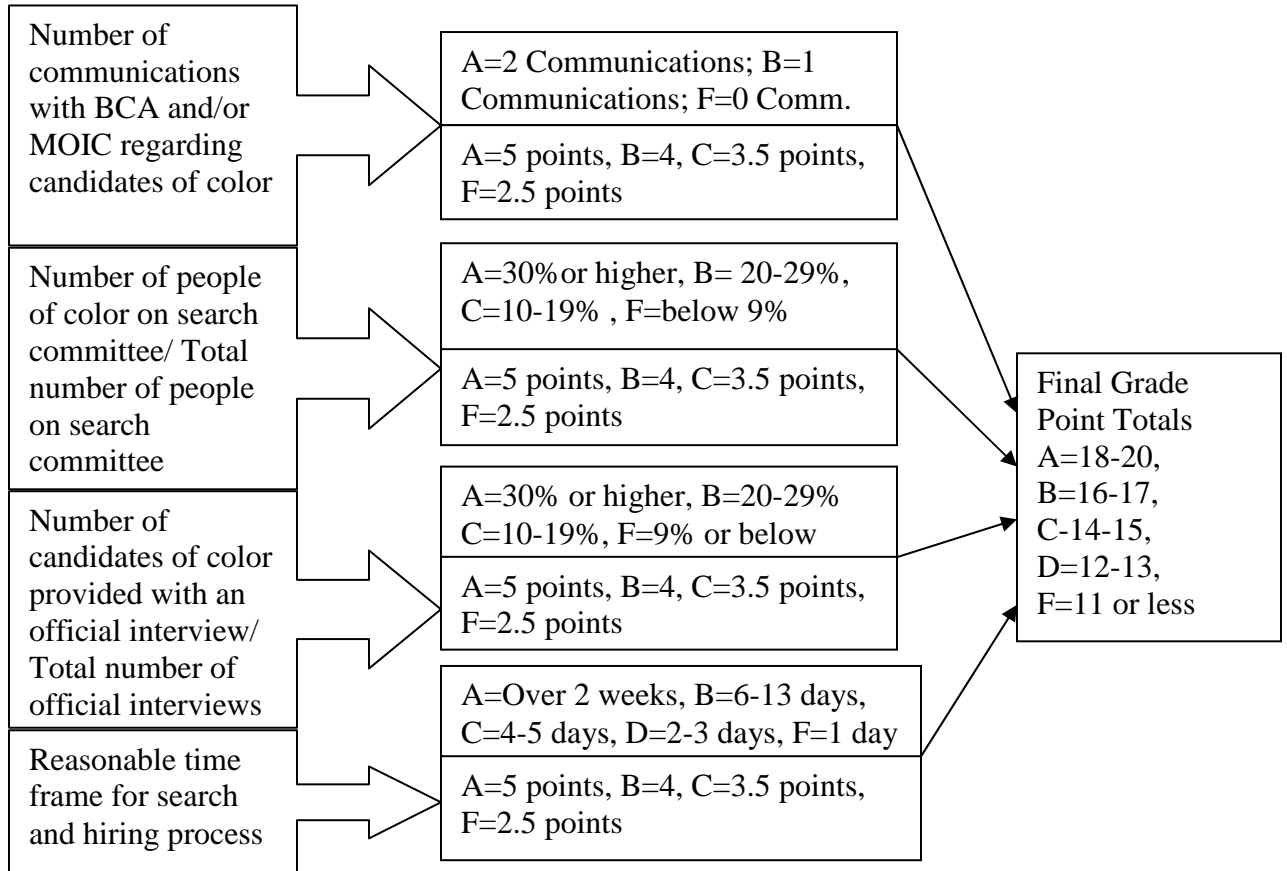 Number of
communications
with BCA and/or
MOIC regarding
candidates of color
A=2 Communications; B=1
Communications; F=0 Comm.
A=5 points, B=4, C=3.5 points,
F=2.5 points
Number of people
of color on search
committee/ Total
number of people
on search
committee
A=30%or higher, B= 20-29%,
C=10-19% , F=below 9%
A=5 points, B=4, C=3.5 points,
F=2.5 points
Number of
candidates of color
provided with an
official interview/
Total number of
official interviews
A=30% or higher, B=20-29%
C=10-19%, F=9% or below
A=5 points, B=4, C=3.5 points,
F=2.5 points
Reasonable time
frame for search
and hiring process
A=Over 2 weeks, B=6-13 days,
C=4-5 days, D=2-3 days, F=1 day
A=5 points, B=4, C=3.5 points,
F=2.5 points
Final Grade
Point Totals
A=18-20,
B=16-17,
C-14-15,
D=12-13,
F=11 or less